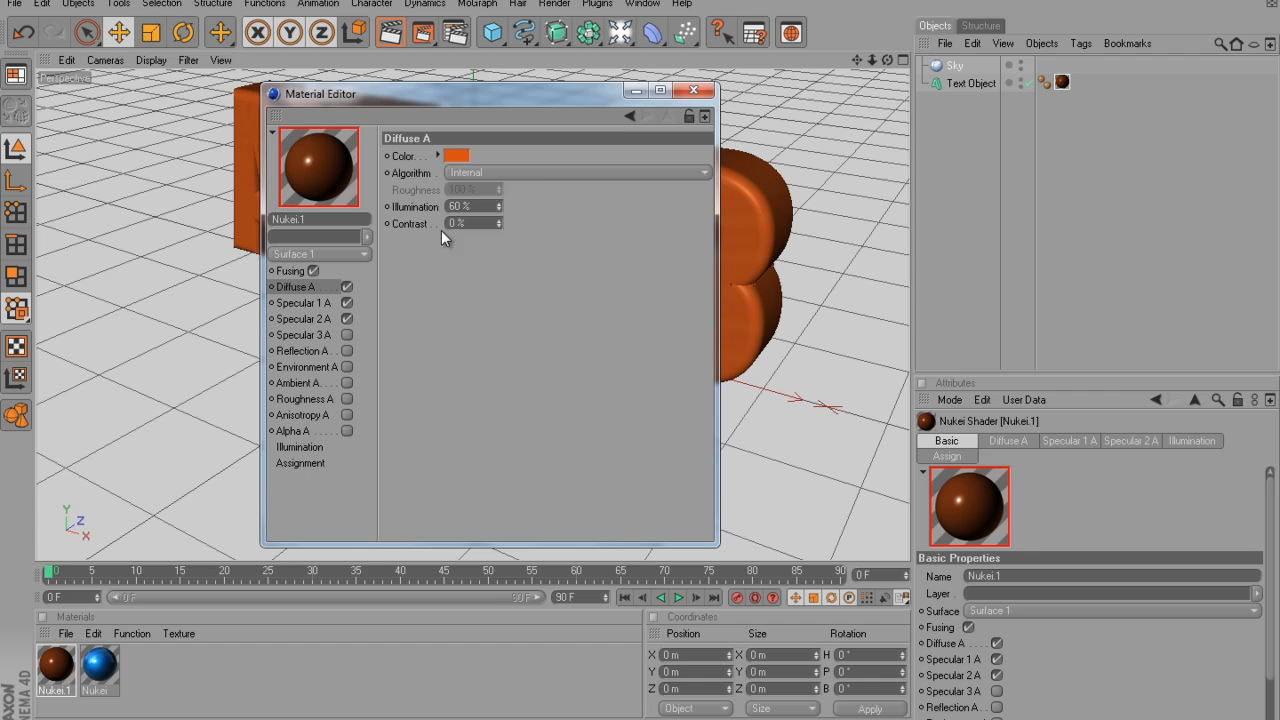 File Edit Objects Tools Selection Structure Functions Animation Character Dynamics MoGraph Hair Render Plugins Window Help
Objects Structure
File Edit View Objects Tags Bookmarks
Sky
Text Object
Edit Cameras Display Filter View
Perspective
Material Editor
Diffuse A
Color. . .
Algorithm . Internal
Roughness 100 %
Illumination 60 %
Contrast . . 0 %
Nukei.1
Surface 1
Fusing
Diffuse A . . . .
Specular 1 A
Specular 2 A
Specular 3 A
Reflection A . .
Environment A
Ambient A. . . .
Roughness A
Anisotropy A
Alpha A . . . . .
Illumination
Assignment
Y
Z
X
Attributes
Mode Edit User Data
Nukei Shader [Nukei.1]
Basic Diffuse A Specular 1 A Specular 2 A Illumination
Assign
Basic Properties
Name Nukei.1
Layer .
Surface Surface 1
Fusing
Diffuse A . . . .
Specular 1 A
Specular 2 A
Specular 3 A
Reflection A . .
0 5 10 15 20 25 30 35 40 45 50 55 60 65 70 75 80 85 90 0 F
0 F 0 F 90 F 90 F
Materials
File Edit Function Texture
Nukei.1 Nukei
Coordinates
Position Size Rotation
X 0 m X 0 m H 0 °
Y 0 m Y 0 m P 0 °
Z 0 m Z 0 m B 0 °
Object Size Apply
MAXON
CINEMA 4D